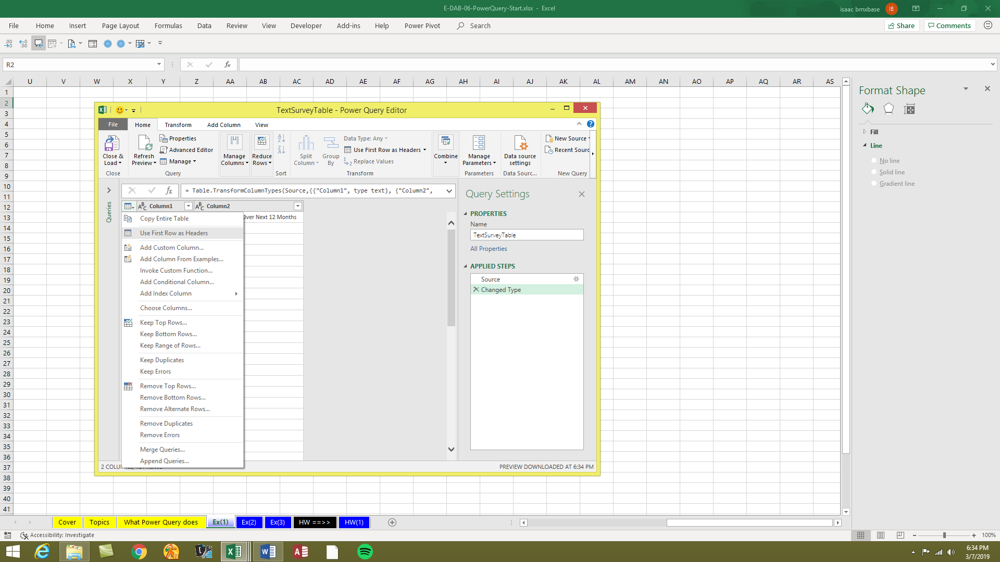 E-DAB-06-PowerQuery-Start.xlsx - Excel
isaac bmxbase IB
File Home Insert Page Layout Formulas Data Review View Developer Add-ins Help Power Pivot Search Share Comments
R2
fx
U V W X Y Z AA AB AC AD AE AF AG AH AI AJ AK AL AM AN AO AP AQ AR AS
1
2
3
4
5
6
7
8
9
10
11
12
13
14
15
16
17
18
19
20
21
22
23
24
25
26
27
28
29
30
31
32
33
34
35
36
37
38
39
40
41
TextSurveyTable - Power Query Editor
File Home Transform Add Column View
Close & Load
Close
Refresh Preview
Properties
Advanced Editor
Manage
Query
Manage Columns
Reduce Rows
Sort
Split Column
Group By
Data Type: Any
Use First Row as Headers
Replace Values
Transform
Combine
Manage Parameters
Parameters
Data source settings
Data Sourc...
New Source
Recent Sourc
New Query
Queries
fx = Table.TransformColumnTypes(Source,{{"Column1", type text}, {"Column2",
ABC Column1 ABC Column2
Over Next 12 Months
Copy Entire Table
Use First Row as Headers
Add Custom Column...
Add Column From Examples...
Invoke Custom Function...
Add Conditional Column...
Add Index Column
Choose Columns...
Keep Top Rows...
Keep Bottom Rows...
Keep Range of Rows...
Keep Duplicates
Keep Errors
Remove Top Rows...
Remove Bottom Rows...
Remove Alternate Rows...
Remove Duplicates
Remove Errors
Merge Queries...
Append Queries...
Query Settings
PROPERTIES
Name
TextSurveyTable
All Properties
APPLIED STEPS
Source
Changed Type
PREVIEW DOWNLOADED AT 6:34 PM
Format Shape
Fill
Line
No line
Solid line
Gradient line
Cover Topics What Power Query does Ex(1) Ex(2) Ex(3) HW ==>> HW(1)
Accessibility: Investigate
100%
6:34 PM
3/7/2019